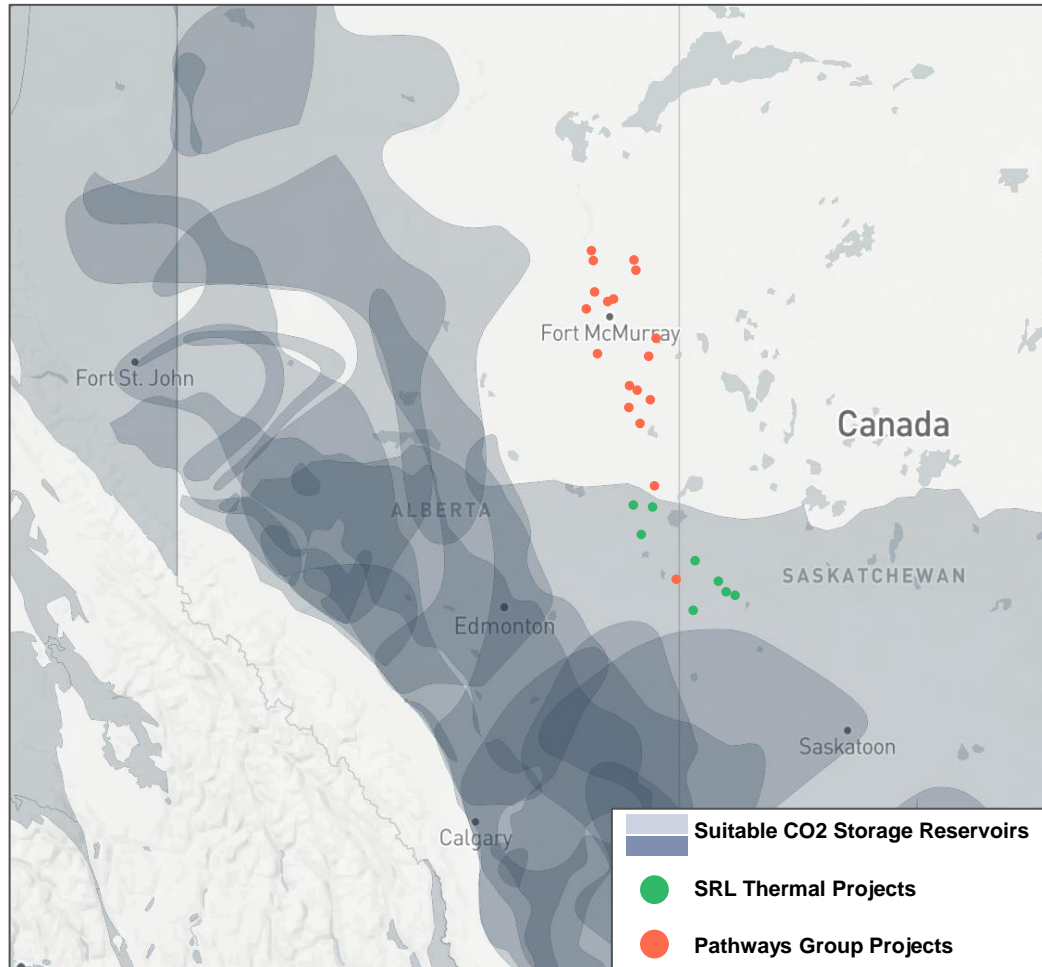 Fort McMurray
Fort St. John
Canada
ALBERTA
SASKATCHEWAN
Edmonton
Saskatoon
Calgary
Suitable CO2 Storage Reservoirs
SRL Thermal Projects
Pathways Group Projects